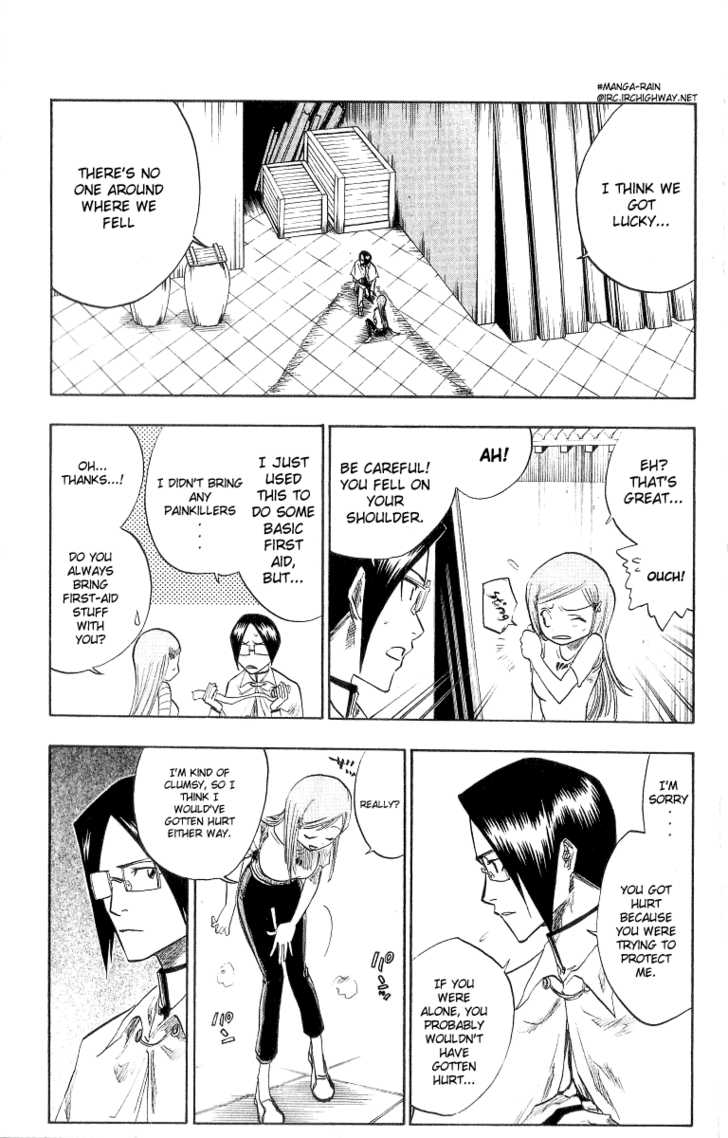 #MANGA-RAIN
@IRC.IRCHIGHWAY.NET
I THINK WE
GOT
LUCKY...
THERE'S NO
ONE AROUND
WHERE WE
FELL
EH?
THAT'S
GREAT...
OUCH!
AH!
BE CAREFUL!
YOU FELL ON
YOUR
SHOULDER.
I JUST
USED
THIS TO
DO SOME
BASIC
FIRST
AID,
BUT...
I DIDN'T BRING
ANY
PAINKILLERS
...
OH...
THANKS...!
DO YOU
ALWAYS
BRING
FIRST-AID
STUFF
WITH
YOU?
I'M
SORRY
...
YOU GOT
HURT
BECAUSE
YOU WERE
TRYING TO
PROTECT
ME.
IF YOU
WERE
ALONE, YOU
PROBABLY
WOULDN'T
HAVE
GOTTEN
HURT...
REALLY?
I'M KIND OF
CLUMSY, SO I
THINK I
WOULD'VE
GOTTEN HURT
EITHER WAY.